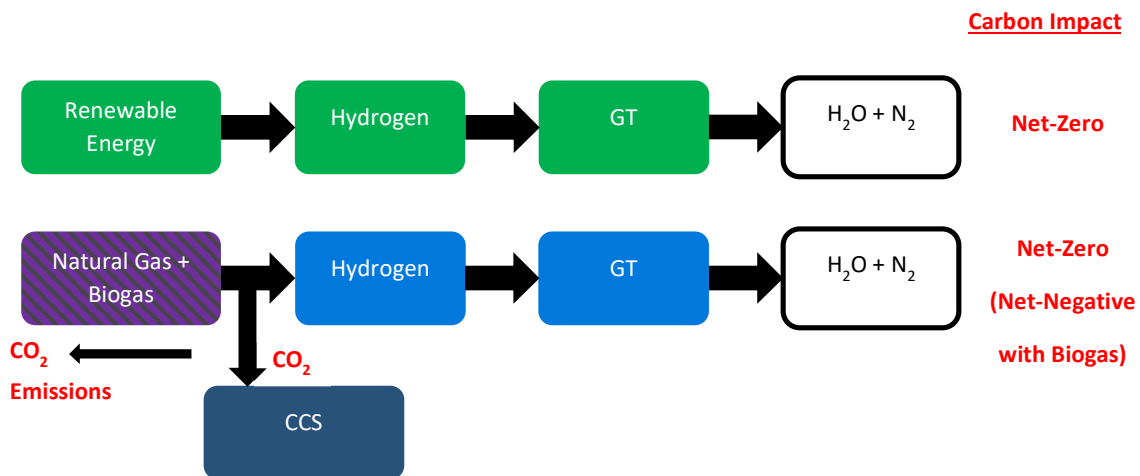 Carbon Impact
Renewable
Energy
Hydrogen
GT
H₂O + N₂
Net-Zero
Natural Gas +
Biogas
Hydrogen
GT
H₂O + N₂
Net-Zero
(Net-Negative
with Biogas)
CO₂
Emissions
CO₂
CCS